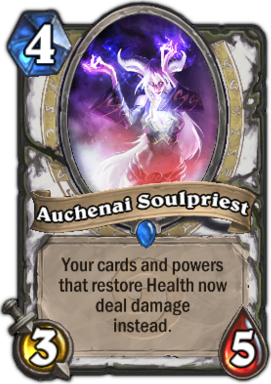 4
Auchenai Soulpriest
Your cards and powers
that restore Health now
deal damage
instead.
3
5